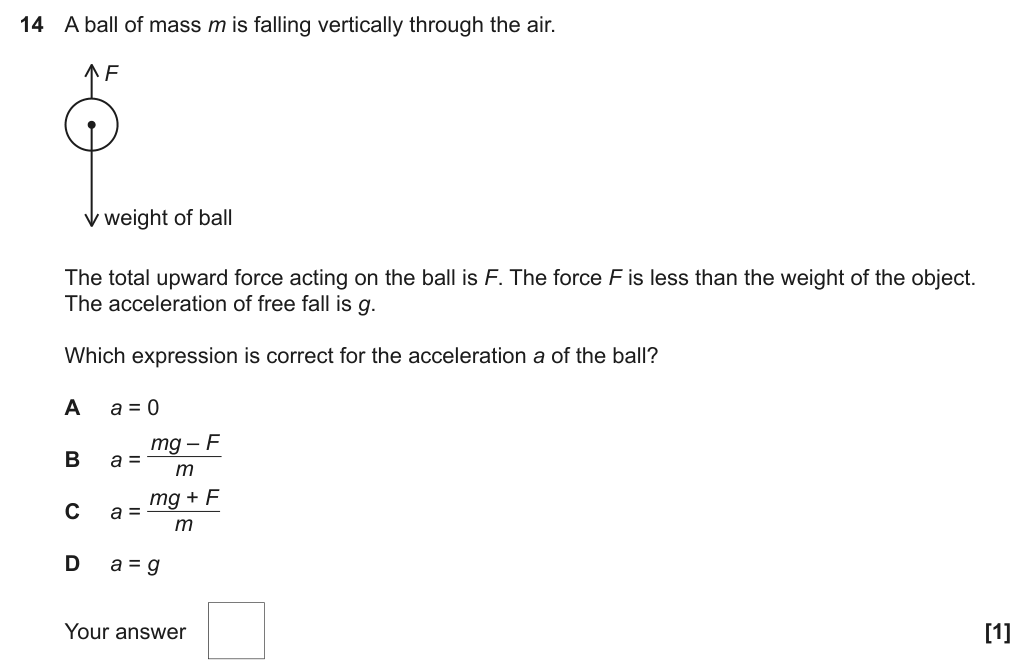 14 A ball of mass m is falling vertically through the air.
F
weight of ball
The total upward force acting on the ball is F. The force F is less than the weight of the object.
The acceleration of free fall is g.
Which expression is correct for the acceleration a of the ball?
A a = 0
B a = (mg – F)/m
C a = (mg + F)/m
D a = g
Your answer
[1]